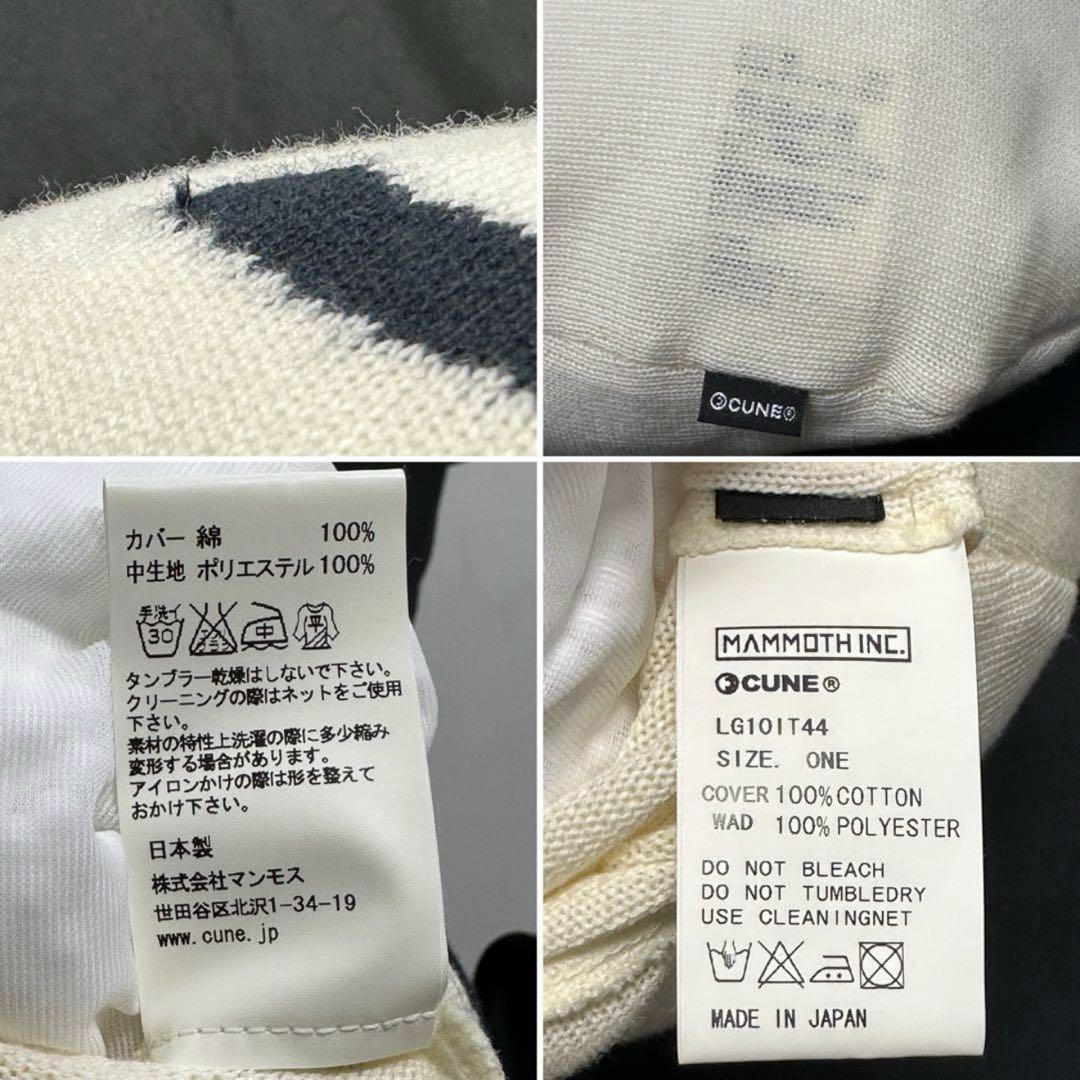 CUNE®
カバー 綿 100%
中生地 ポリエステル 100%
手洗イ
30
中
平
タンブラー乾燥はしないで下さい。
クリーニングの際はネットをご使用
下さい。
素材の特性上洗濯の際に多少縮み
変形する場合があります。
アイロンかけの際は形を整えて
おかけ下さい。
日本製
株式会社マンモス
世田谷区北沢1-34-19
www.cune.jp
MAMMOTH INC.
CUNE®
LG10IT44
SIZE. ONE
COVER 100%COTTON
WAD 100%POLYESTER
DO NOT BLEACH
DO NOT TUMBLEDRY
USE CLEANINGNET
MADE IN JAPAN